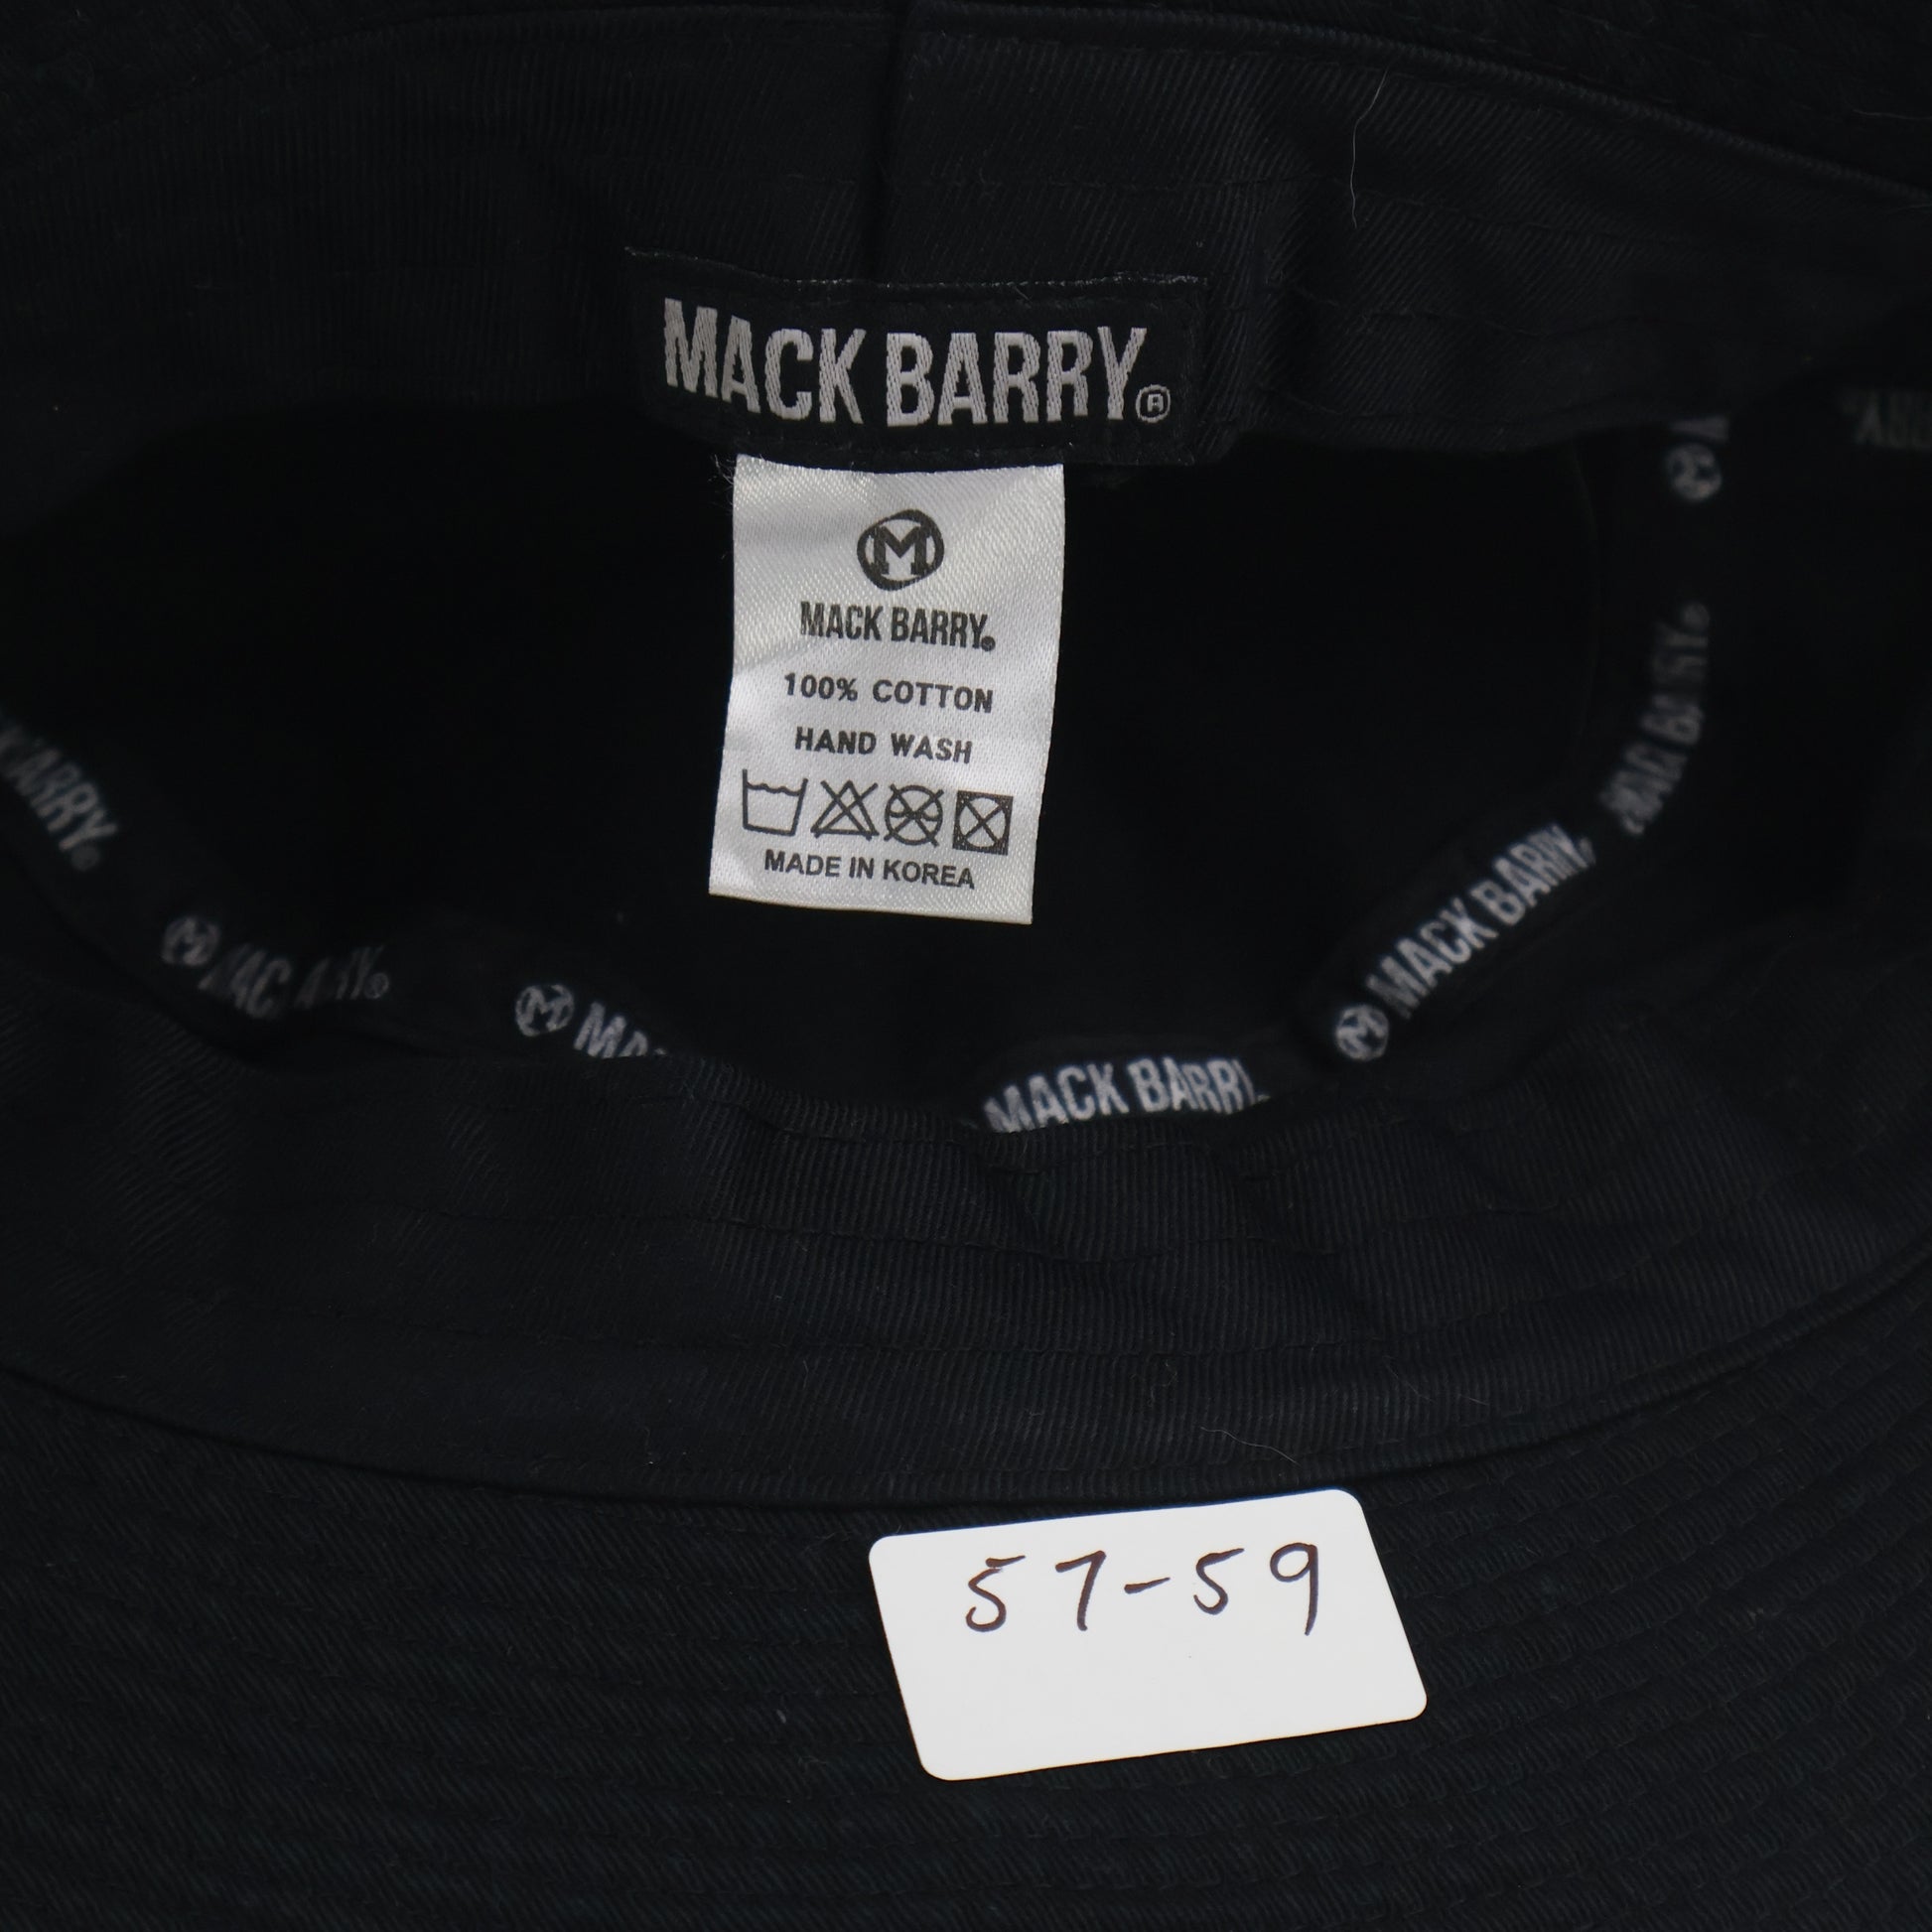 MACK BARRY®
M
MACK BARRY®
100% COTTON
HAND WASH
MADE IN KOREA
MACK BARRY
M MACK BARRY
M
MACK BARRY
57-59